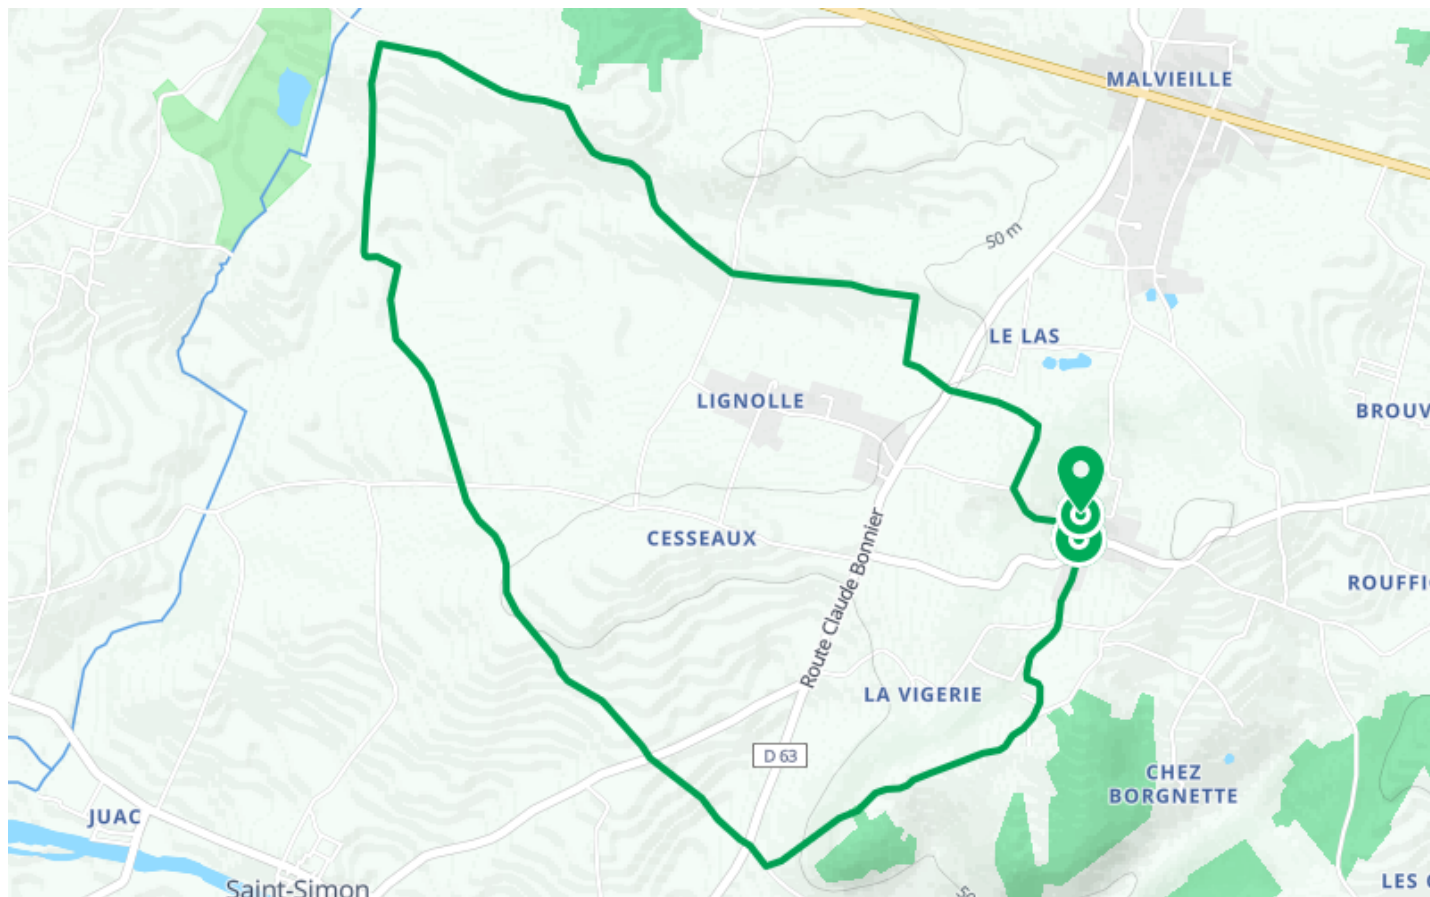 MALVIEILLE
50 m
LE LAS
LIGNOLLE
BROUV
CESSEAUX
Route Claude Bonnier
ROUFFI
LA VIGERIE
D 63
CHEZ
BORGNETTE
JUAC
Saint-Simon
LES
50